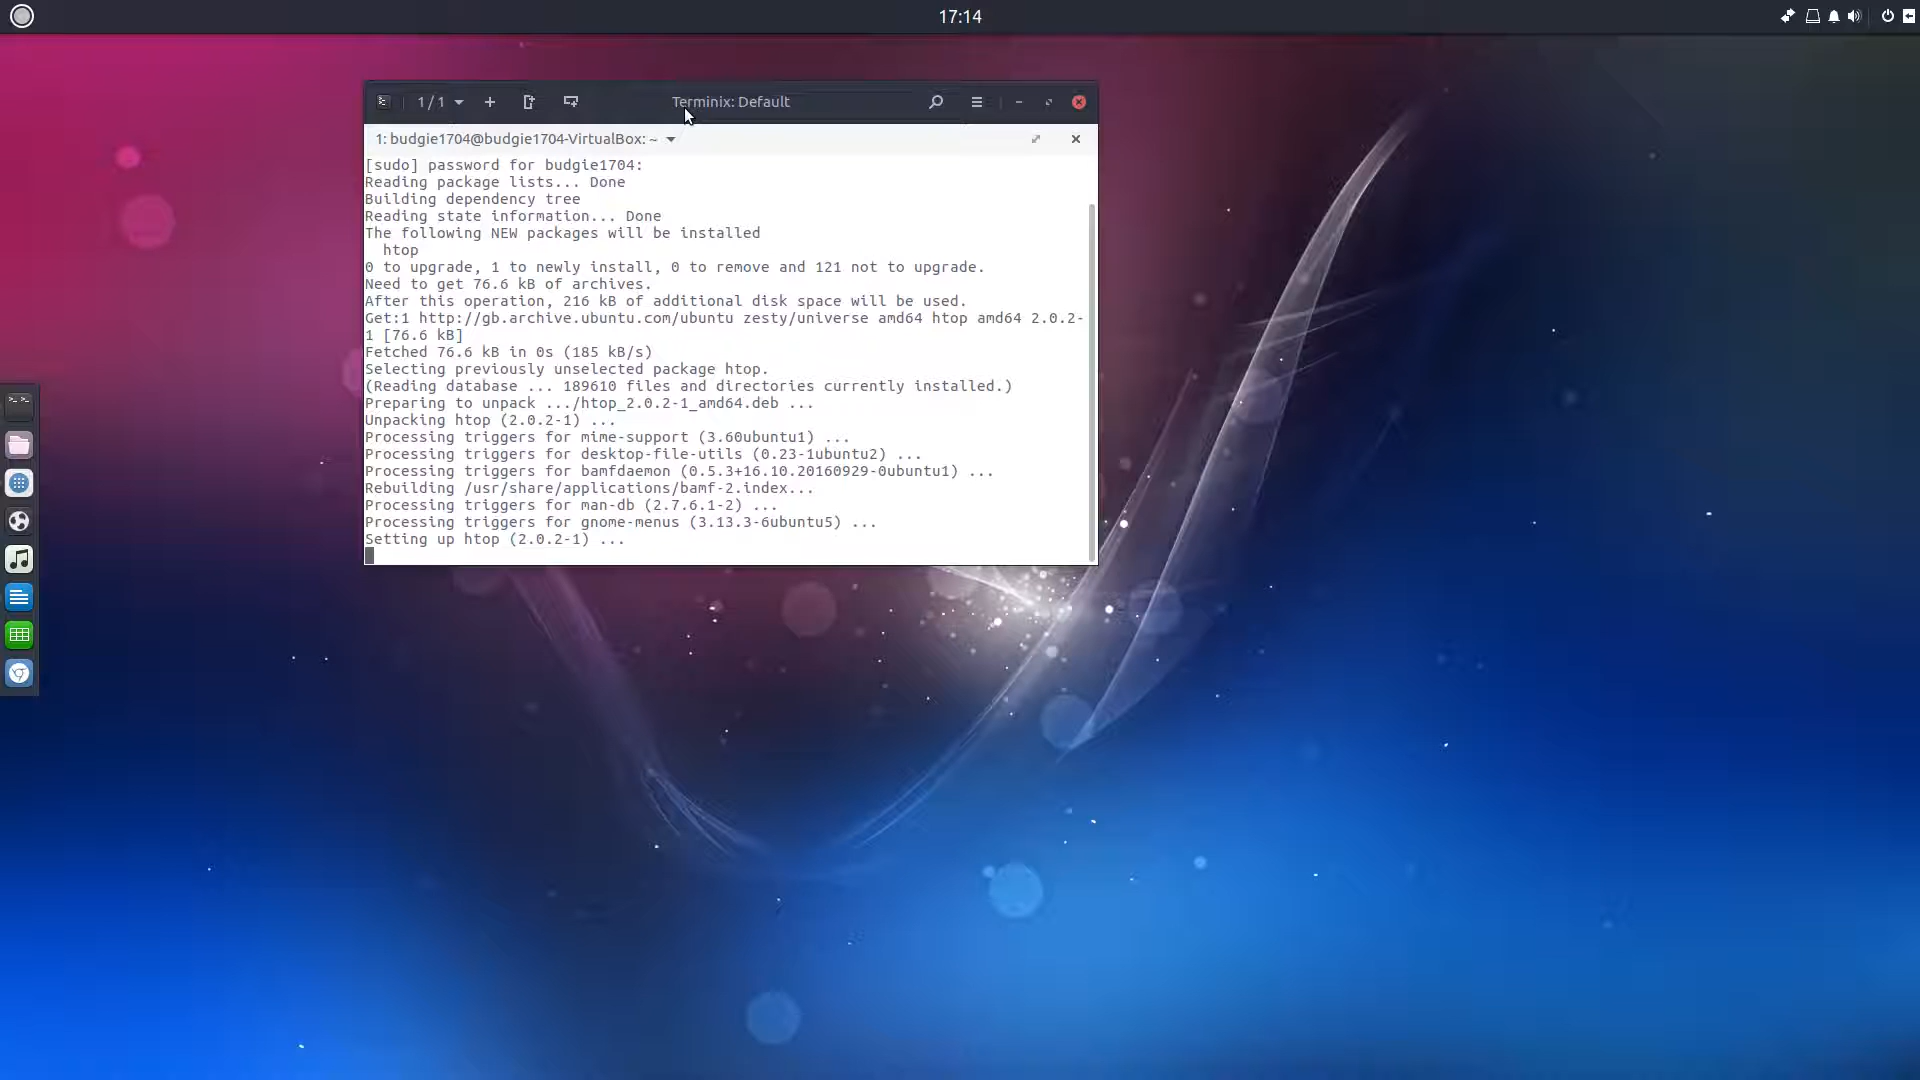 17:14
1 / 1
Terminix: Default
1: budgie1704@budgie1704-VirtualBox: ~
[sudo] password for budgie1704:
Reading package lists... Done
Building dependency tree
Reading state information... Done
The following NEW packages will be installed
htop
0 to upgrade, 1 to newly install, 0 to remove and 121 not to upgrade.
Need to get 76.6 kB of archives.
After this operation, 216 kB of additional disk space will be used.
Get:1 http://gb.archive.ubuntu.com/ubuntu zesty/universe amd64 htop amd64 2.0.2-
1 [76.6 kB]
Fetched 76.6 kB in 0s (185 kB/s)
Selecting previously unselected package htop.
(Reading database ... 189610 files and directories currently installed.)
Preparing to unpack .../htop_2.0.2-1_amd64.deb ...
Unpacking htop (2.0.2-1) ...
Processing triggers for mime-support (3.60ubuntu1) ...
Processing triggers for desktop-file-utils (0.23-1ubuntu2) ...
Processing triggers for bamfdaemon (0.5.3+16.10.20160929-0ubuntu1) ...
Rebuilding /usr/share/applications/bamf-2.index...
Processing triggers for man-db (2.7.6.1-2) ...
Processing triggers for gnome-menus (3.13.3-6ubuntu5) ...
Setting up htop (2.0.2-1) ...